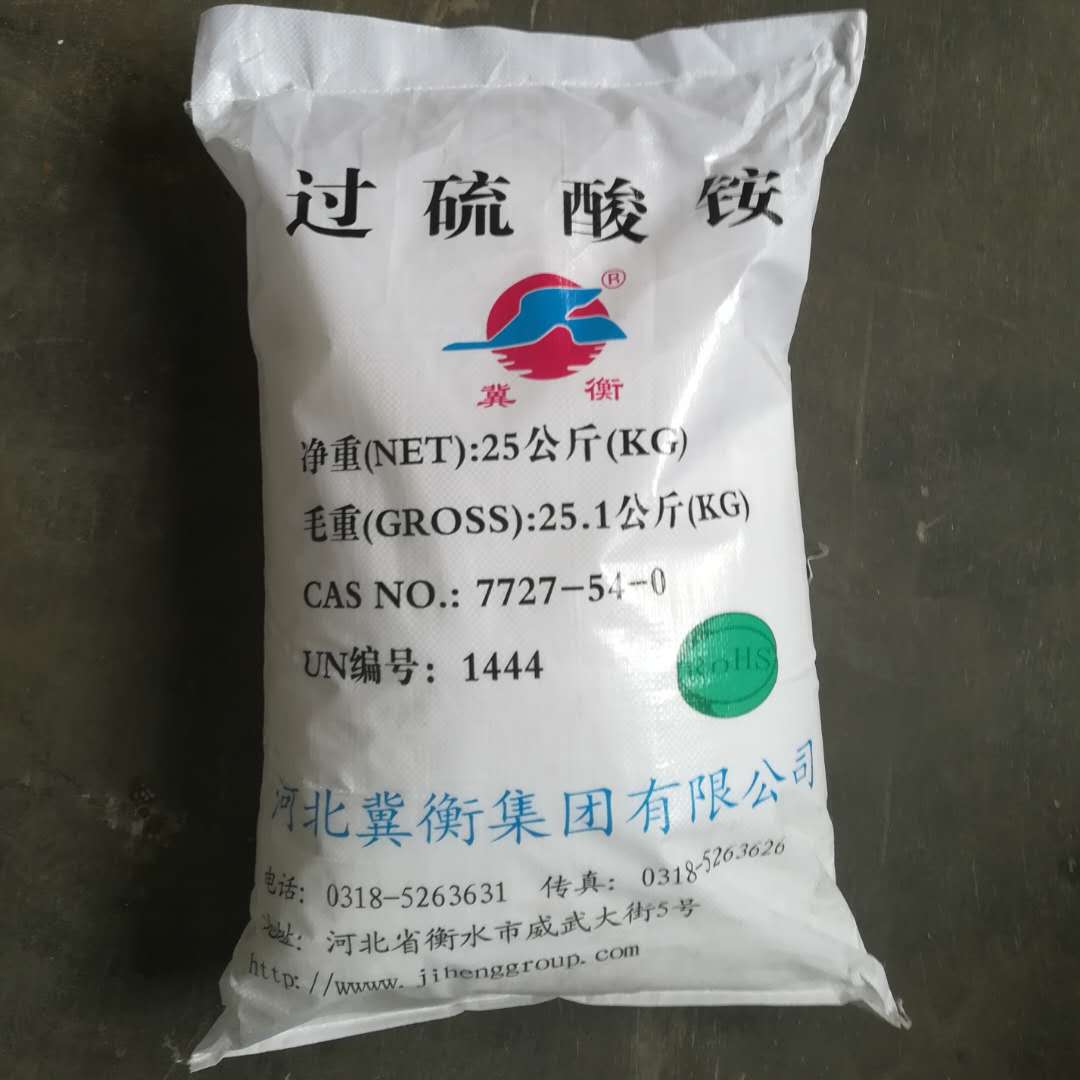 过硫酸铵
®
冀衡
净重(NET):25公斤(KG)
毛重(GROSS):25.1公斤(KG)
CAS NO.: 7727-54-0
UN编号: 1444
RoHS
河北冀衡集团有限公司
电话: 0318-5263631 传真: 0318-5263626
地址: 河北省衡水市威武大街5号
http://wwww.jihenggroup.com